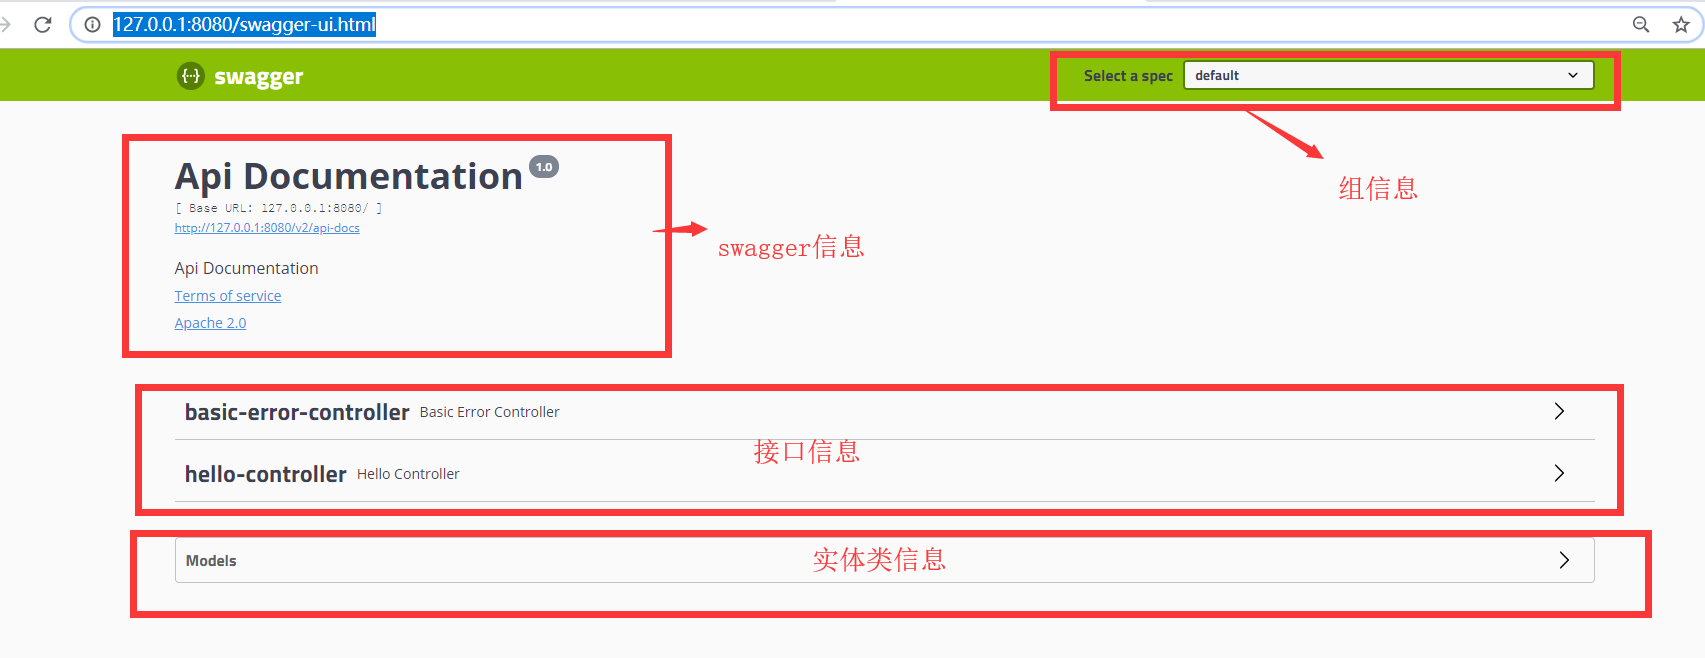 127.0.0.1:8080/swagger-ui.html
{··} swagger
Select a spec
default
组信息
Api Documentation 1.0
[ Base URL: 127.0.0.1:8080/ ]
http://127.0.0.1:8080/v2/api-docs
swagger信息
Api Documentation
Terms of service
Apache 2.0
basic-error-controller Basic Error Controller
接口信息
hello-controller Hello Controller
Models
实体类信息